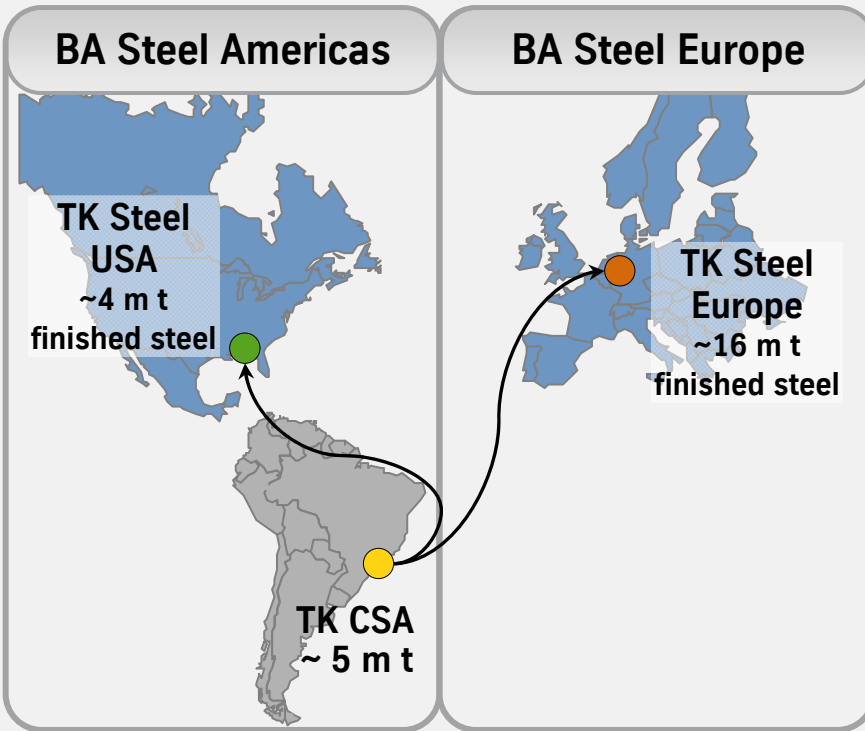 BA Steel Americas
BA Steel Europe
TK Steel
USA
~4 m t
finished steel
TK Steel
Europe
~16 m t
finished steel
TK CSA
~ 5 m t